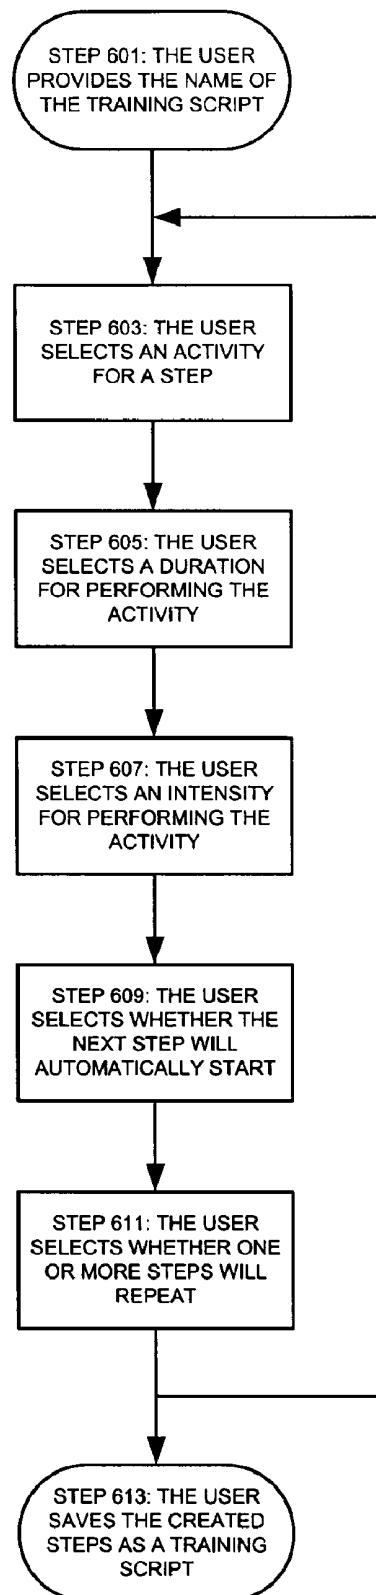 STEP 601: THE USER
PROVIDES THE NAME OF
THE TRAINING SCRIPT
STEP 603: THE USER
SELECTS AN ACTIVITY
FOR A STEP
STEP 605: THE USER
SELECTS A DURATION
FOR PERFORMING THE
ACTIVITY
STEP 607: THE USER
SELECTS AN INTENSITY
FOR PERFORMING THE
ACTIVITY
STEP 609: THE USER
SELECTS WHETHER THE
NEXT STEP WILL
AUTOMATICALLY START
STEP 611: THE USER
SELECTS WHETHER ONE
OR MORE STEPS WILL
REPEAT
STEP 613: THE USER
SAVES THE CREATED
STEPS AS A TRAINING
SCRIPT